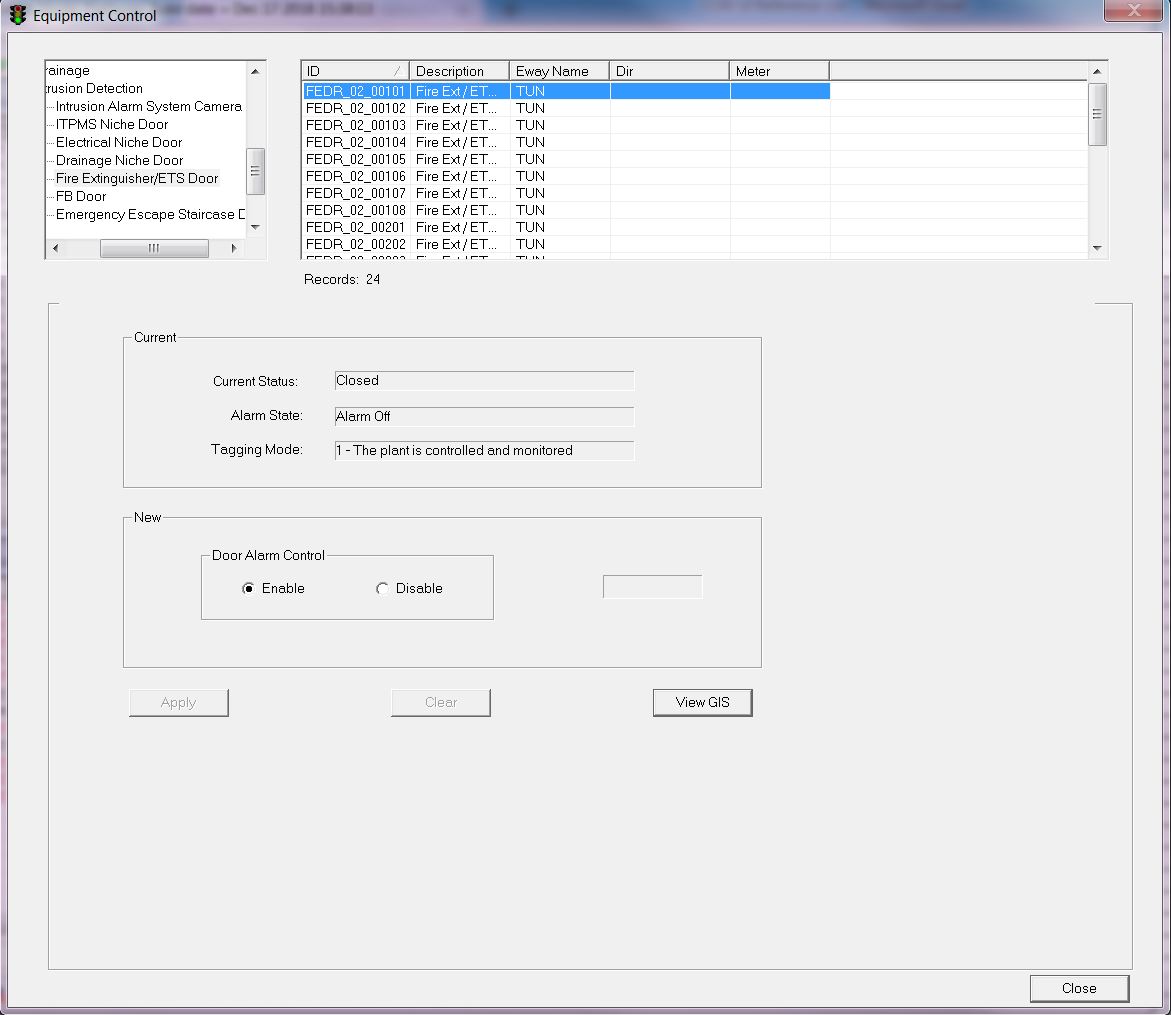 Equipment Control
rainage
trusion Detection
Intrusion Alarm System Camera
ITPMS Niche Door
Electrical Niche Door
Drainage Niche Door
Fire Extinguisher/ETS Door
FB Door
Emergency Escape Staircase D
ID Description Eway Name Dir Meter
FEDR_02_00101 Fire Ext / ET... TUN
FEDR_02_00102 Fire Ext / ET... TUN
FEDR_02_00103 Fire Ext / ET... TUN
FEDR_02_00104 Fire Ext / ET... TUN
FEDR_02_00105 Fire Ext / ET... TUN
FEDR_02_00106 Fire Ext / ET... TUN
FEDR_02_00107 Fire Ext / ET... TUN
FEDR_02_00108 Fire Ext / ET... TUN
FEDR_02_00201 Fire Ext / ET... TUN
FEDR_02_00202 Fire Ext / ET... TUN
Records: 24
Current
Current Status: Closed
Alarm State: Alarm Off
Tagging Mode: 1 - The plant is controlled and monitored
New
Door Alarm Control
Enable Disable
Apply Clear View GIS
Close